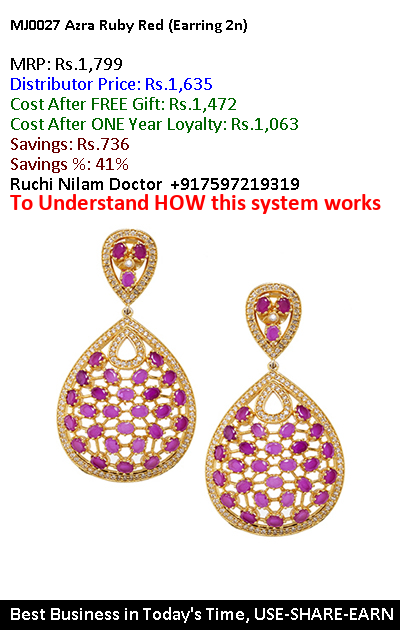 MJ0027 Azra Ruby Red (Earring 2n)
MRP: Rs.1,799
Distributor Price: Rs.1,635
Cost After FREE Gift: Rs.1,472
Cost After ONE Year Loyalty: Rs.1,063
Savings: Rs.736
Savings %: 41%
Ruchi Nilam Doctor  +917597219319
To Understand HOW this system works
Best Business in Today's Time, USE-SHARE-EARN